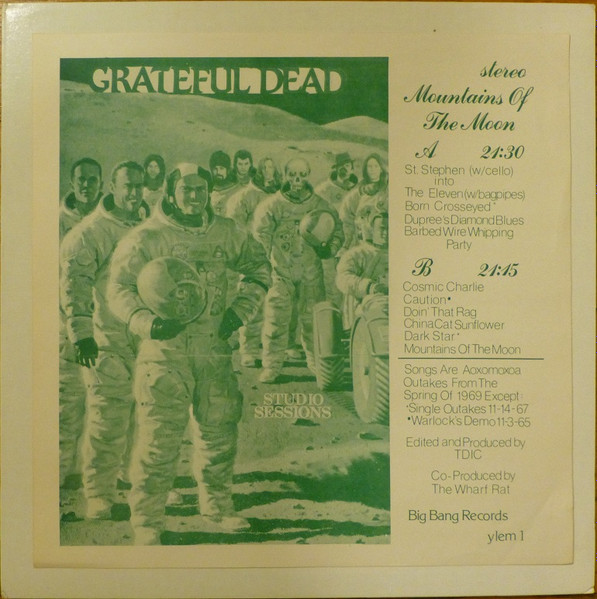 GRATEFUL DEAD
STUDIO
SESSIONS
stereo
Mountains Of
The Moon
A 21:30
St. Stephen (w/cello)
into
The Eleven (w/bagpipes)
Born Crosseyed*
Dupree's Diamond Blues
Barbed Wire Whipping
Party
B 21:15
Cosmic Charlie
Caution•
Doin' That Rag
China Cat Sunflower
Dark Star*
Mountains Of The Moon
Songs Are Aoxomoxoa
Outakes From The
Spring Of 1969 Except:
*Single Outakes 11-14-67
•Warlock's Demo 11-3-65
Edited and Produced by
TDIC
Co-Produced by
The Wharf Rat
Big Bang Records
ylem 1